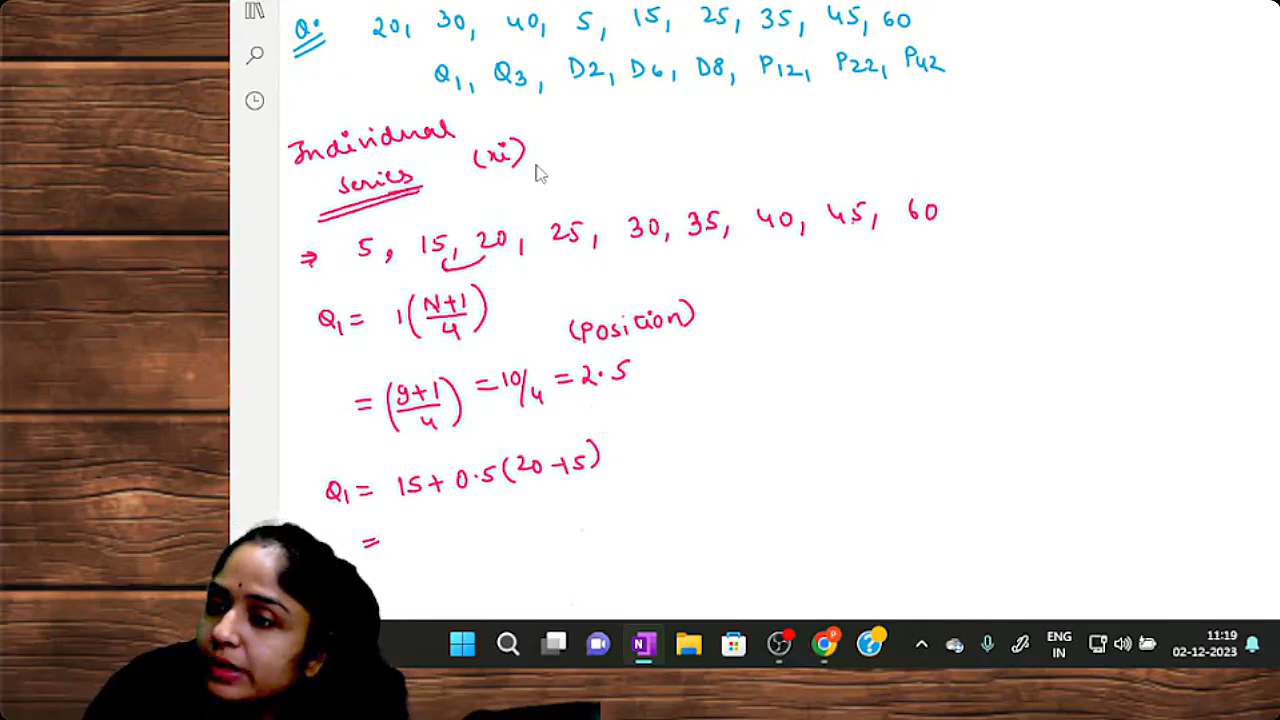 Q: 20, 30, 40, 5, 15, 25, 35, 45, 60
Q1, Q3, D2, D6, D8, P12, P22, P42
Individual
series (xi)
⇒ 5, 15, 20, 25, 30, 35, 40, 45, 60
Q1 = 1(N+1/4)
(Position)
= (9+1/4) = 10/4 = 2.5
Q1 = 15+ 0.5(20-15)
=
ENG
IN
11:19
02-12-2023